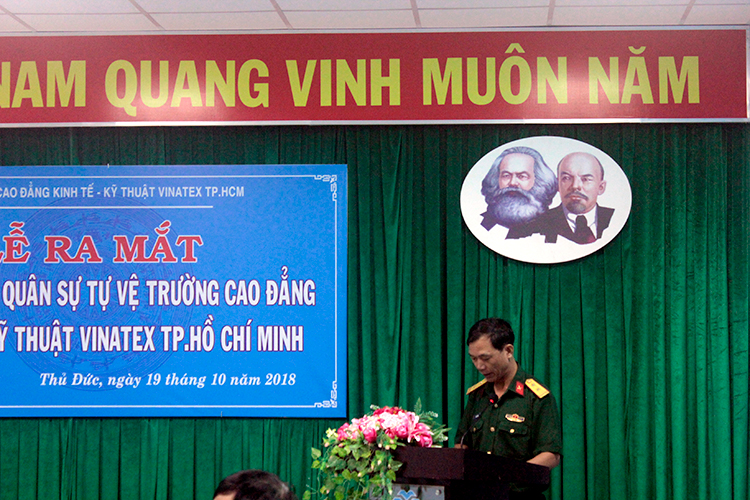 NAM QUANG VINH MUÔN NĂM
CAO ĐẲNG KINH TẾ - KỸ THUẬT VINATEX TP.HCM
LỄ RA MẮT
QUÂN SỰ TỰ VỆ TRƯỜNG CAO ĐẲNG
KỸ THUẬT VINATEX TP.HỒ CHÍ MINH
Thủ Đức, ngày 19 tháng 10 năm 2018